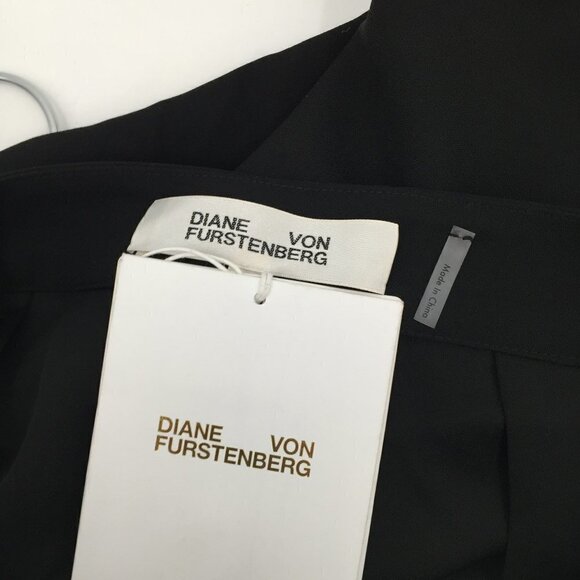 DIANE VON
FURSTENBERG
Made in China
DIANE VON
FURSTENBERG